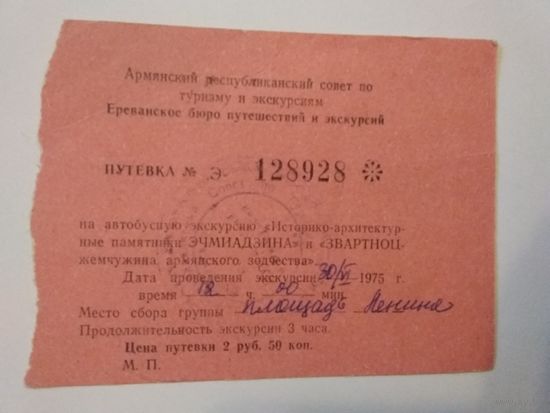 Армянский республиканский совет по
туризму и экскурсиям
Ереванское бюро путешествий и экскурсий
ПУТЕВКА № Э- 128928
на автобусную экскурсию «Историко-архитектур-
ные памятники ЭЧМИАДЗИНА» и «ЗВАРТНОЦ-
жемчужина армянского зодчества».
Дата проведения экскурсии 30/VI 1975 г.
время 12 ч. 00 мин.
Место сбора группы площадь Ленина
Продолжительность экскурсии 3 часа.
Цена путевки 2 руб. 50 коп.
М. П.